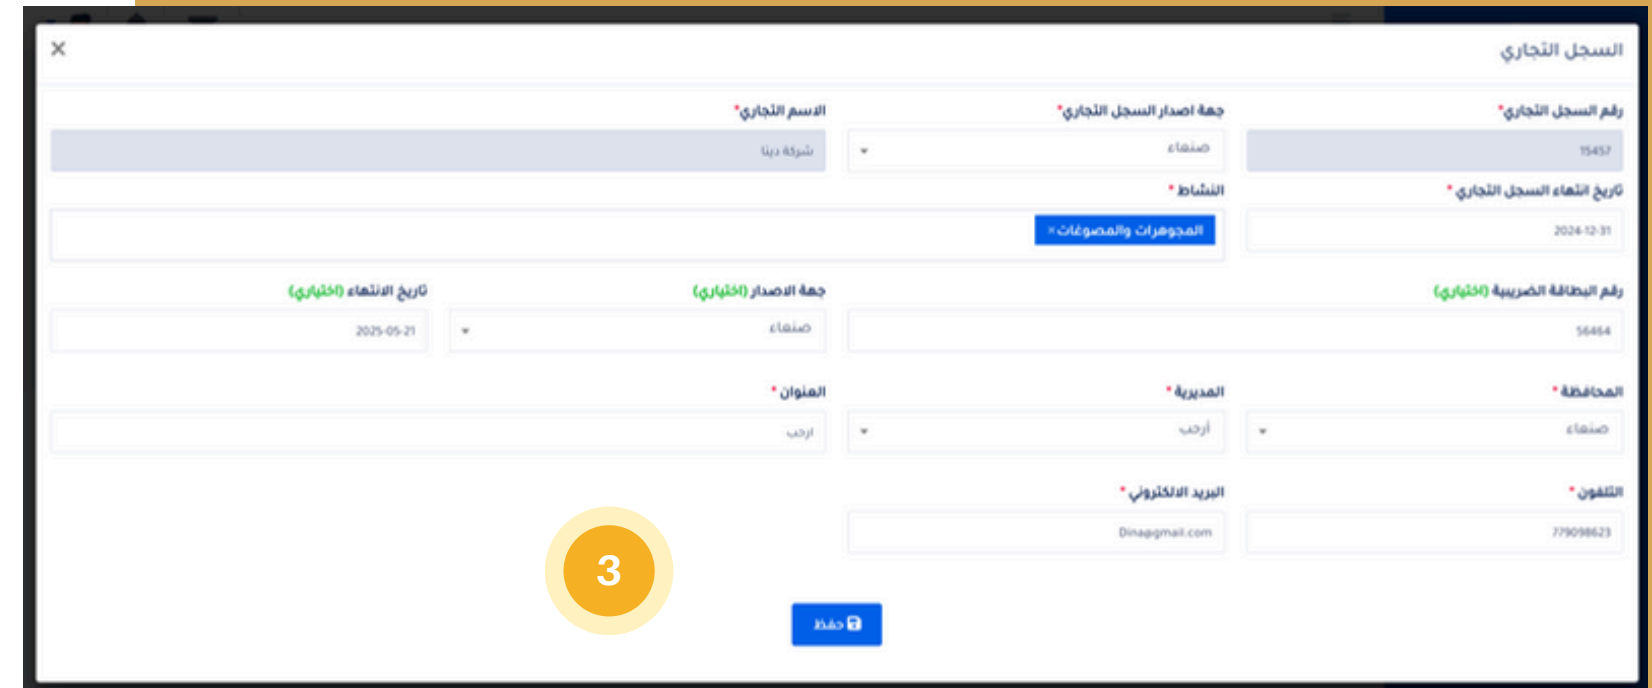 السجل التجاري ×
رقم السجل التجاري* جهة اصدار السجل التجاري* الاسم التجاري*
15457 صنعاء شركة دينا
تاريخ انتهاء السجل التجاري * النشاط *
2024-12-31 المجوهرات والمصوغات ×
رقم البطاقة الضريبية (اختياري) جهة الاصدار (اختياري) تاريخ الانتهاء (اختياري)
56464 صنعاء 2025-05-21
المحافظة * المديرية * العنوان *
صنعاء أرحب ارحب
التلفون * البريد الالكتروني *
779098623 Dina@gmail.com
3
حفظ